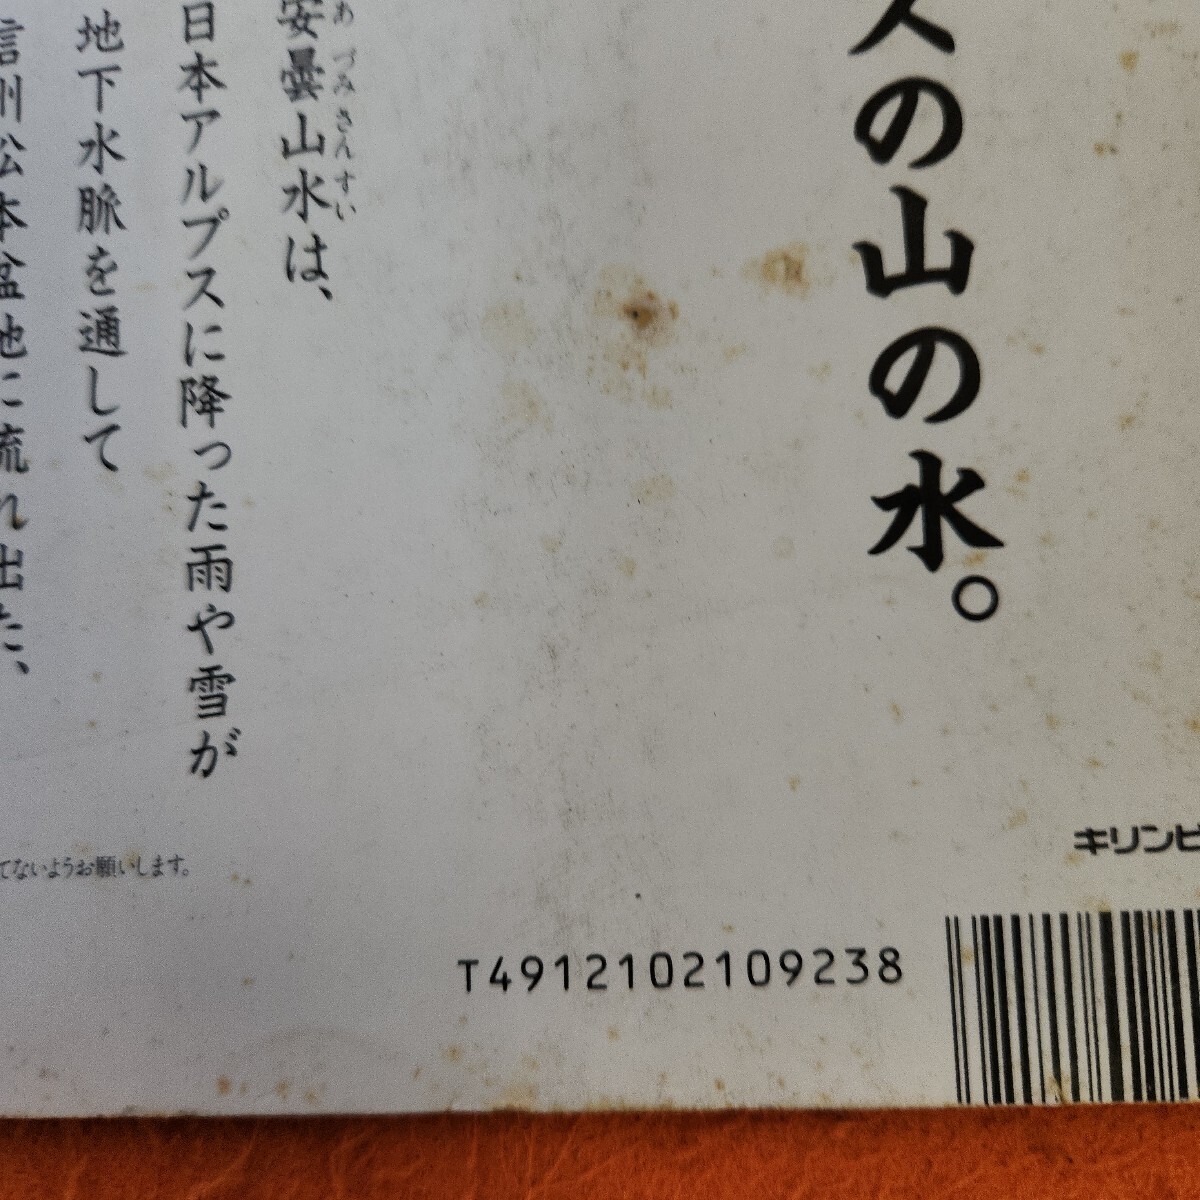 スの山の水。
安曇山水は、
あづみさんすい
日本アルプスに降った雨や雪が
地下水脈を通して
信州松本盆地に流れ出た、
キリンビ
てないようお願いします。
T4912102109238